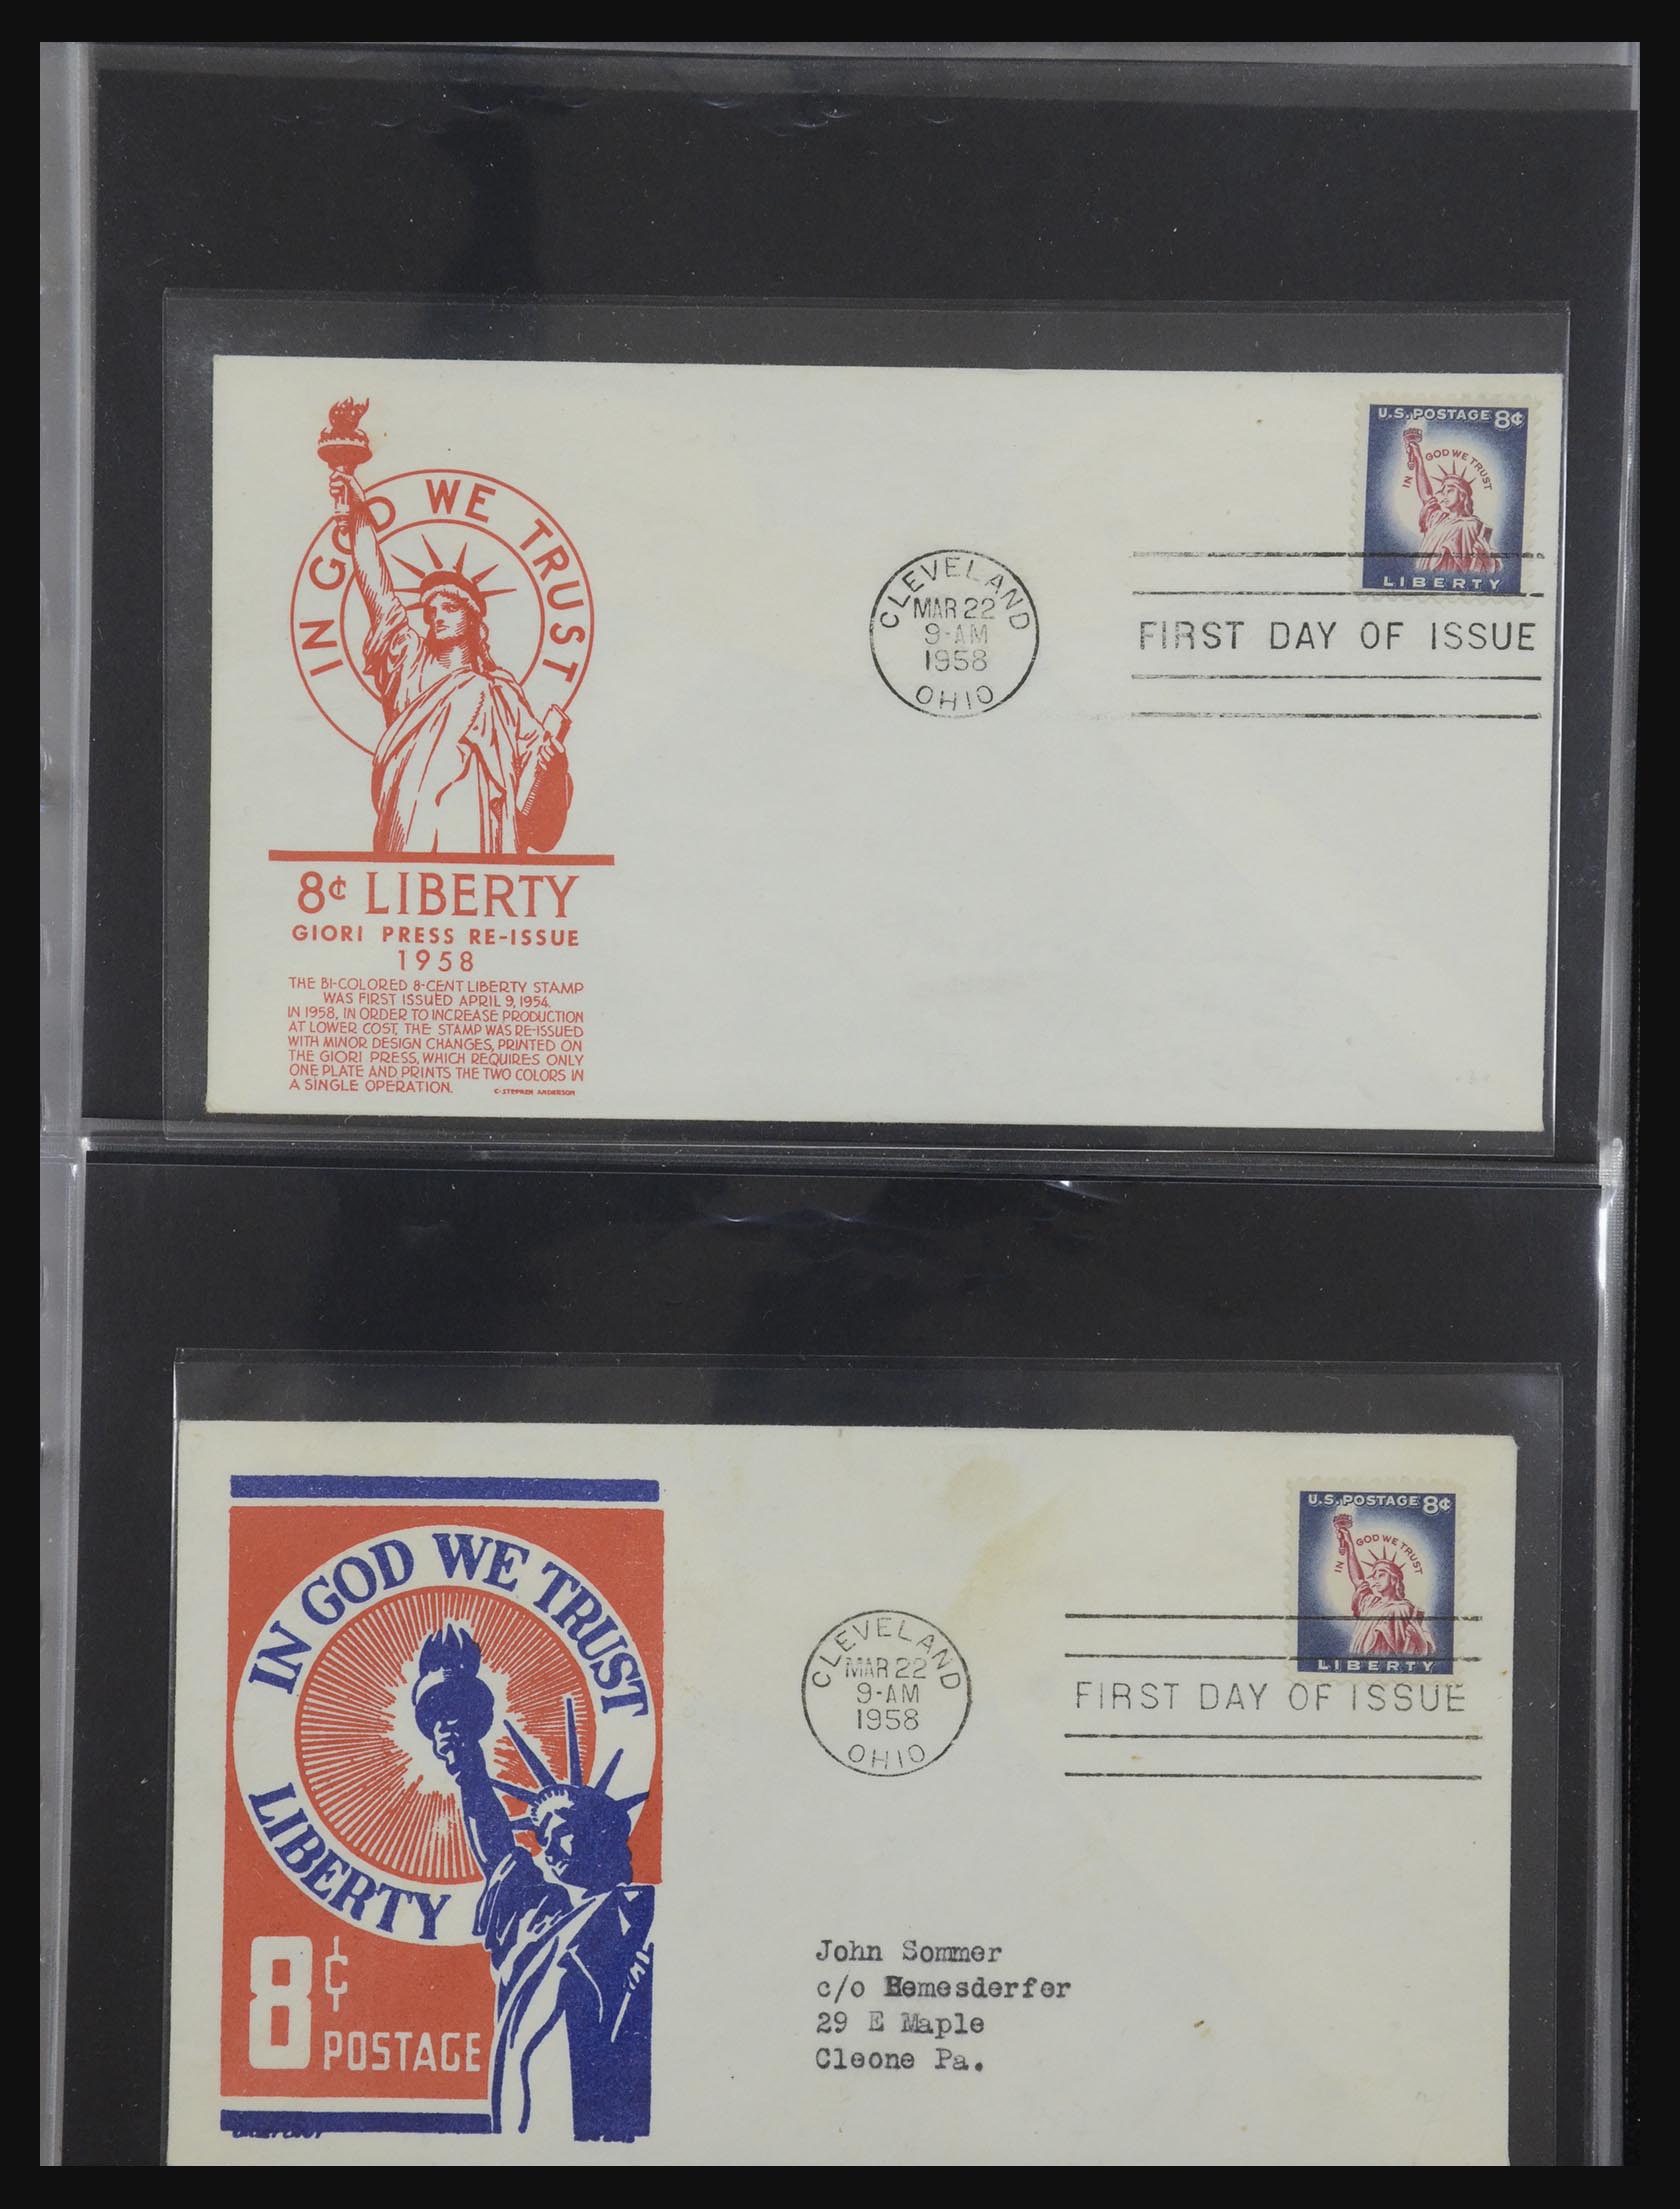 IN GOD WE TRUST
8¢ LIBERTY
GIORI PRESS RE-ISSUE
1958
THE BI-COLORED 8-CENT LIBERTY STAMP
WAS FIRST ISSUED APRIL 9, 1954.
IN 1958, IN ORDER TO INCREASE PRODUCTION
AT LOWER COST, THE STAMP WAS RE-ISSUED
WITH MINOR DESIGN CHANGES, PRINTED ON
THE GIORI PRESS, WHICH REQUIRES ONLY
ONE PLATE AND PRINTS THE TWO COLORS IN
A SINGLE OPERATION.
C. STEPHEN ANDERSON
CLEVELAND
MAR 22
9-AM
1958
OHIO
U.S. POSTAGE 8¢
IN GOD WE TRUST
LIBERTY
FIRST DAY OF ISSUE
IN GOD WE TRUST
LIBERTY
8¢
POSTAGE
CLEVELAND
MAR 22
9-AM
1958
OHIO
U.S. POSTAGE 8¢
IN GOD WE TRUST
LIBERTY
FIRST DAY OF ISSUE
John Sommer
c/o Hemesderfer
29 E Maple
Cleone Pa.